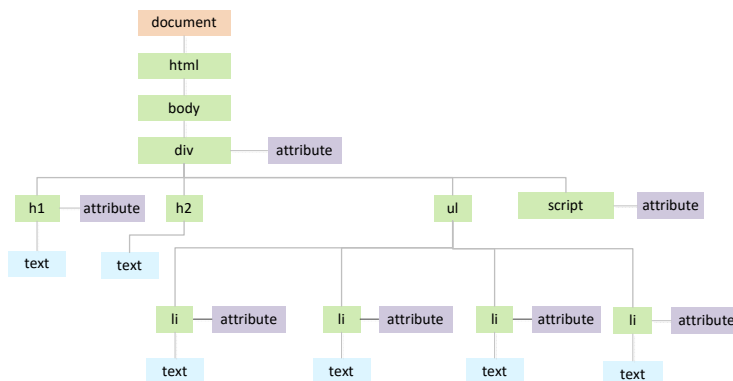 document
html
body
div attribute
h1 attribute h2 ul script attribute
text text
li attribute li attribute li attribute li attribute
text text text text